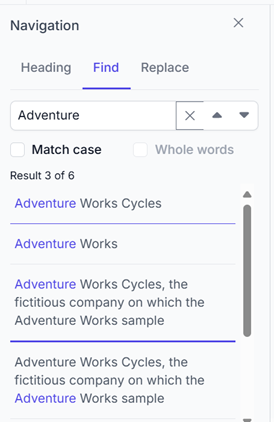 Navigation
Heading Find Replace
Adventure
Match case Whole words
Result 3 of 6
Adventure Works Cycles
Adventure Works
Adventure Works Cycles, the
fictitious company on which the
Adventure Works sample
Adventure Works Cycles, the
fictitious company on which the
Adventure Works sample